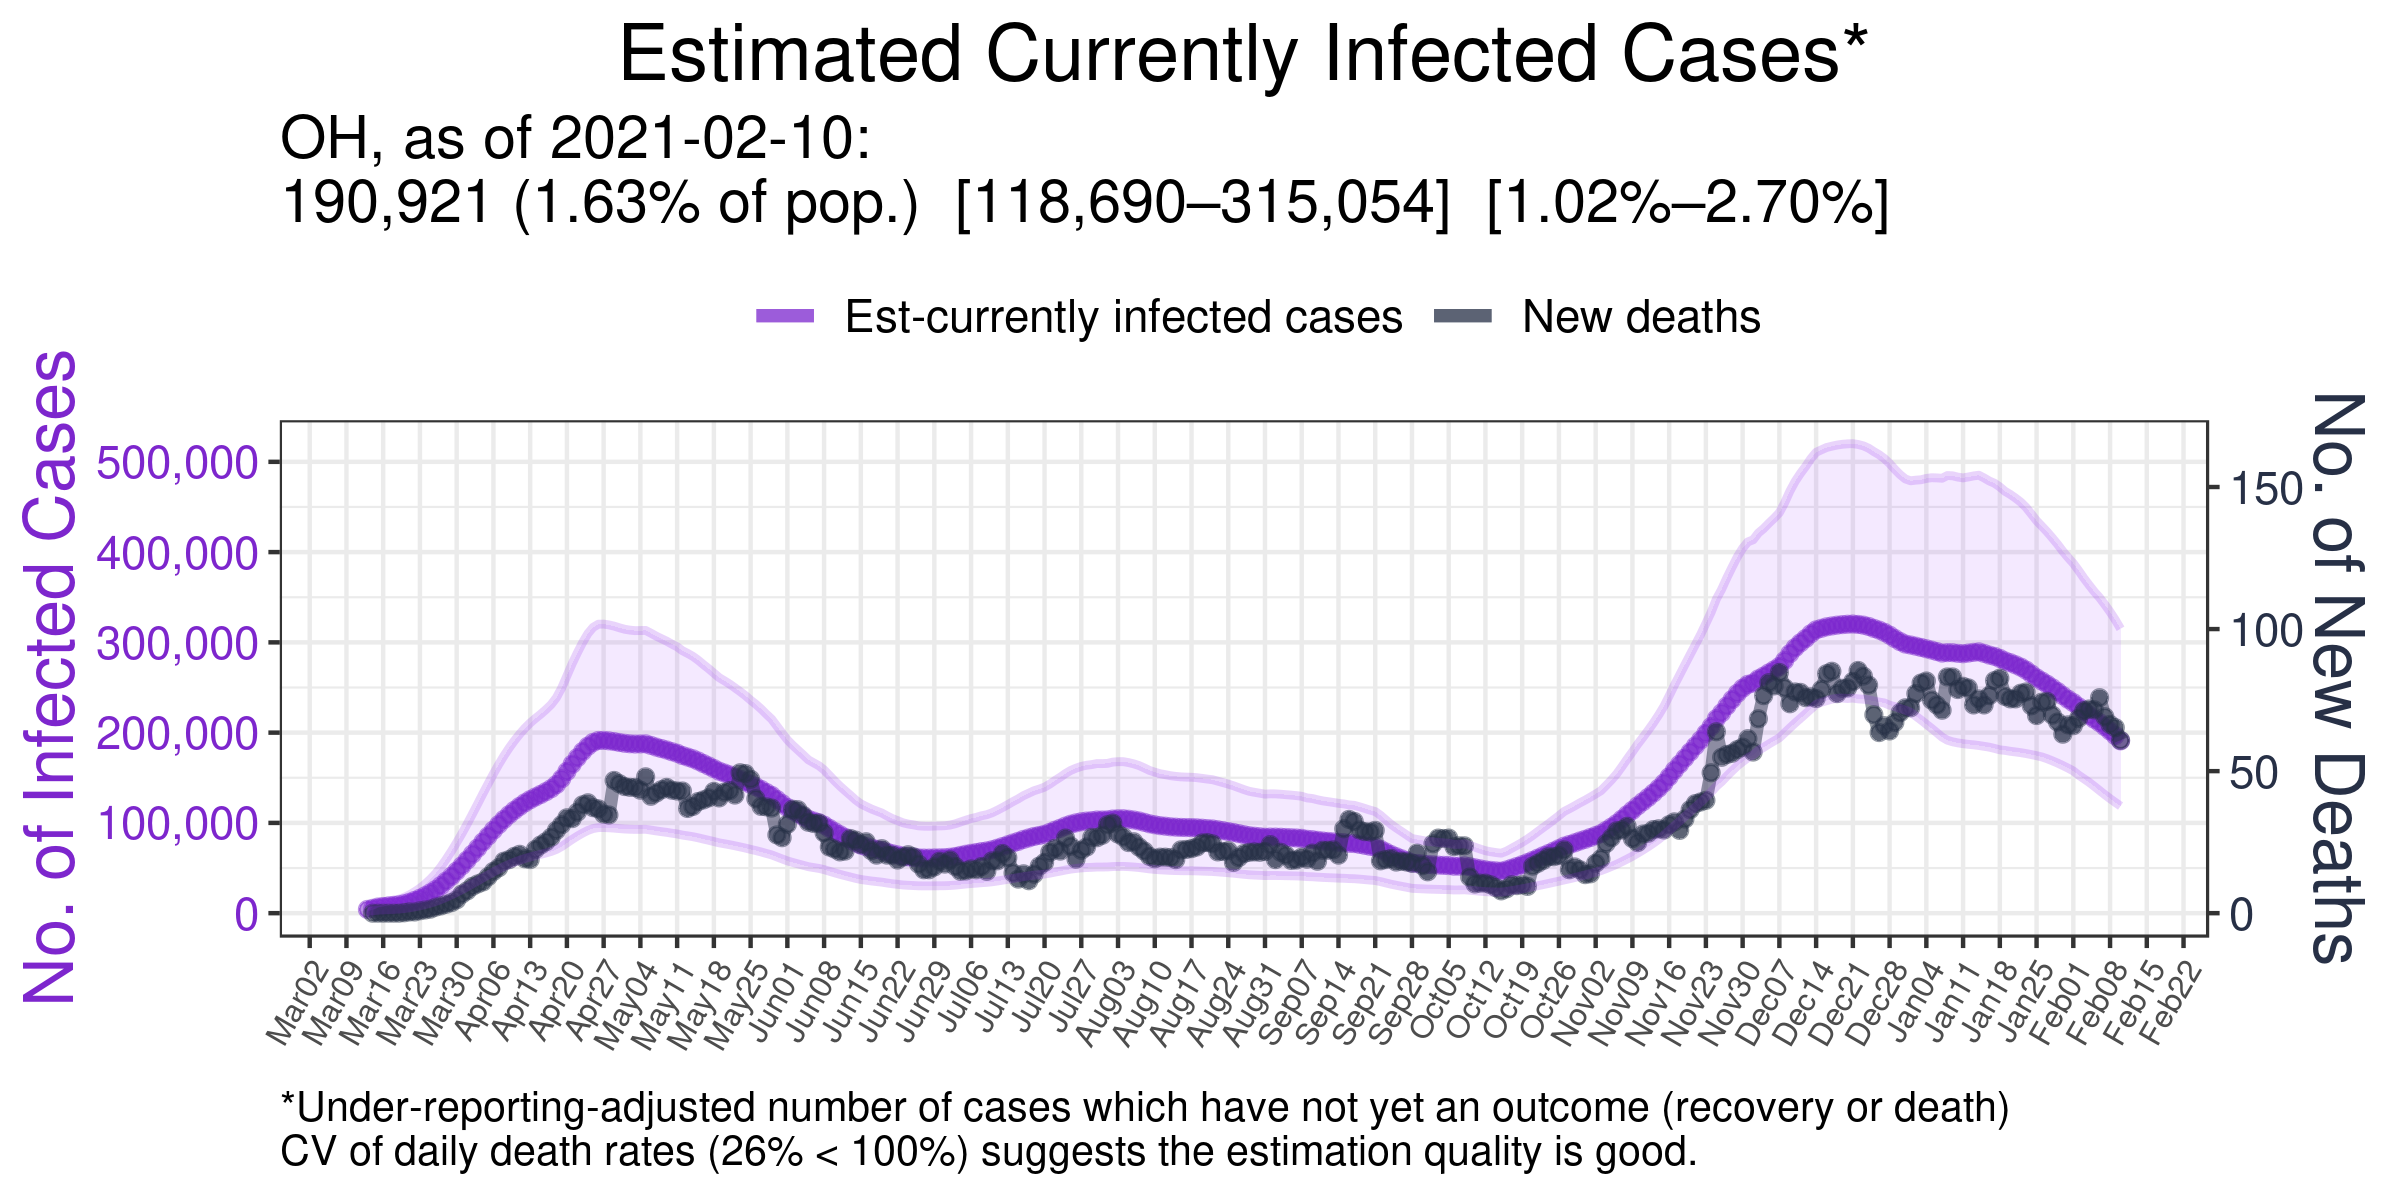 Estimated Currently Infected Cases*
OH, as of 2021-02-10:
190,921 (1.63% of pop.) [118,690–315,054] [1.02%–2.70%]
Est-currently infected cases New deaths
No. of Infected Cases
500,000
400,000
300,000
200,000
100,000
0
150
100
50
0
No. of New Deaths
Mar02 Mar09 Mar16 Mar23 Mar30 Apr06 Apr13 Apr20 Apr27 May04 May11 May18 May25 Jun01 Jun08 Jun15 Jun22 Jun29 Jul06 Jul13 Jul20 Jul27 Aug03 Aug10 Aug17 Aug24 Aug31 Sep07 Sep14 Sep21 Sep28 Oct05 Oct12 Oct19 Oct26 Nov02 Nov09 Nov16 Nov23 Nov30 Dec07 Dec14 Dec21 Dec28 Jan04 Jan11 Jan18 Jan25 Feb01 Feb08 Feb15 Feb22
*Under-reporting-adjusted number of cases which have not yet an outcome (recovery or death)
CV of daily death rates (26% < 100%) suggests the estimation quality is good.